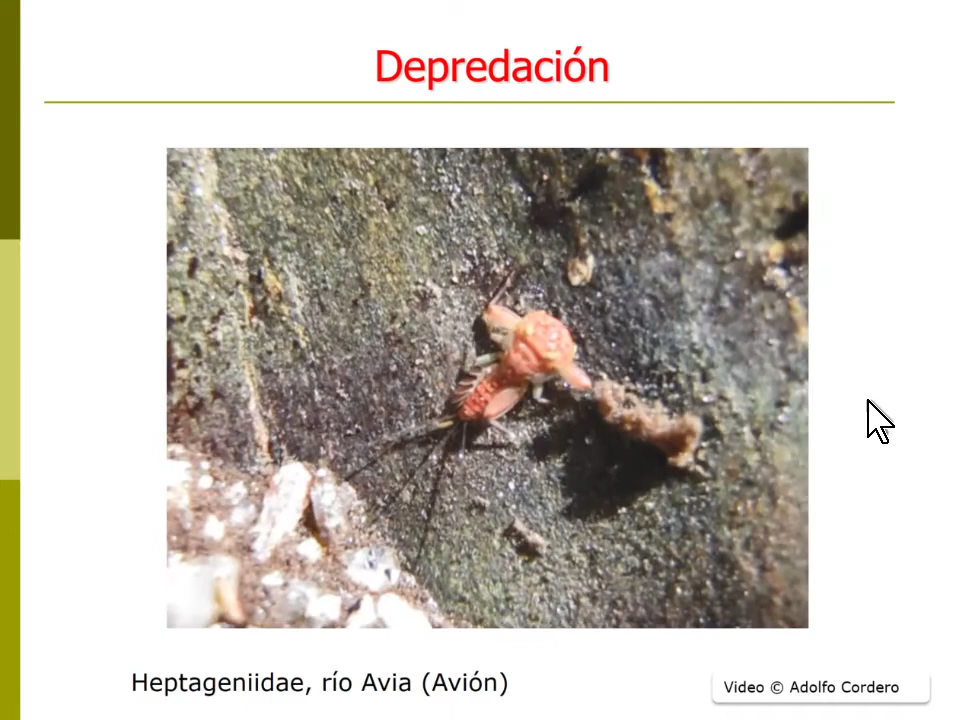 Depredación
Heptageniidae, río Avia (Avión)
Video © Adolfo Cordero